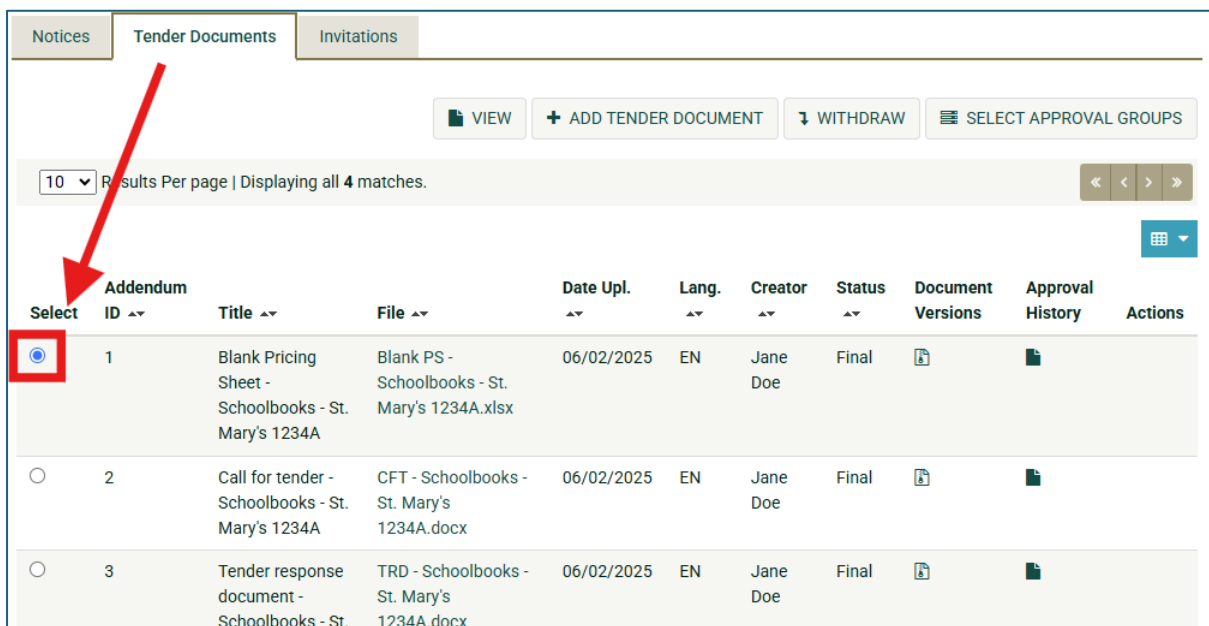 Notices Tender Documents Invitations
VIEW + ADD TENDER DOCUMENT WITHDRAW SELECT APPROVAL GROUPS
10 Results Per page | Displaying all 4 matches.
« < > »
Addendum Date Upl. Lang. Creator Status Document Approval
Select ID Title File Versions History Actions
1 Blank Pricing Blank PS - 06/02/2025 EN Jane Final
Sheet - Schoolbooks - St. Doe
Schoolbooks - St. Mary's 1234A.xlsx
Mary's 1234A
2 Call for tender - CFT - Schoolbooks - 06/02/2025 EN Jane Final
Schoolbooks - St. St. Mary's Doe
Mary's 1234A 1234A.docx
3 Tender response TRD - Schoolbooks - 06/02/2025 EN Jane Final
document - St. Mary's Doe
Schoolbooks - St. 1234A.docx